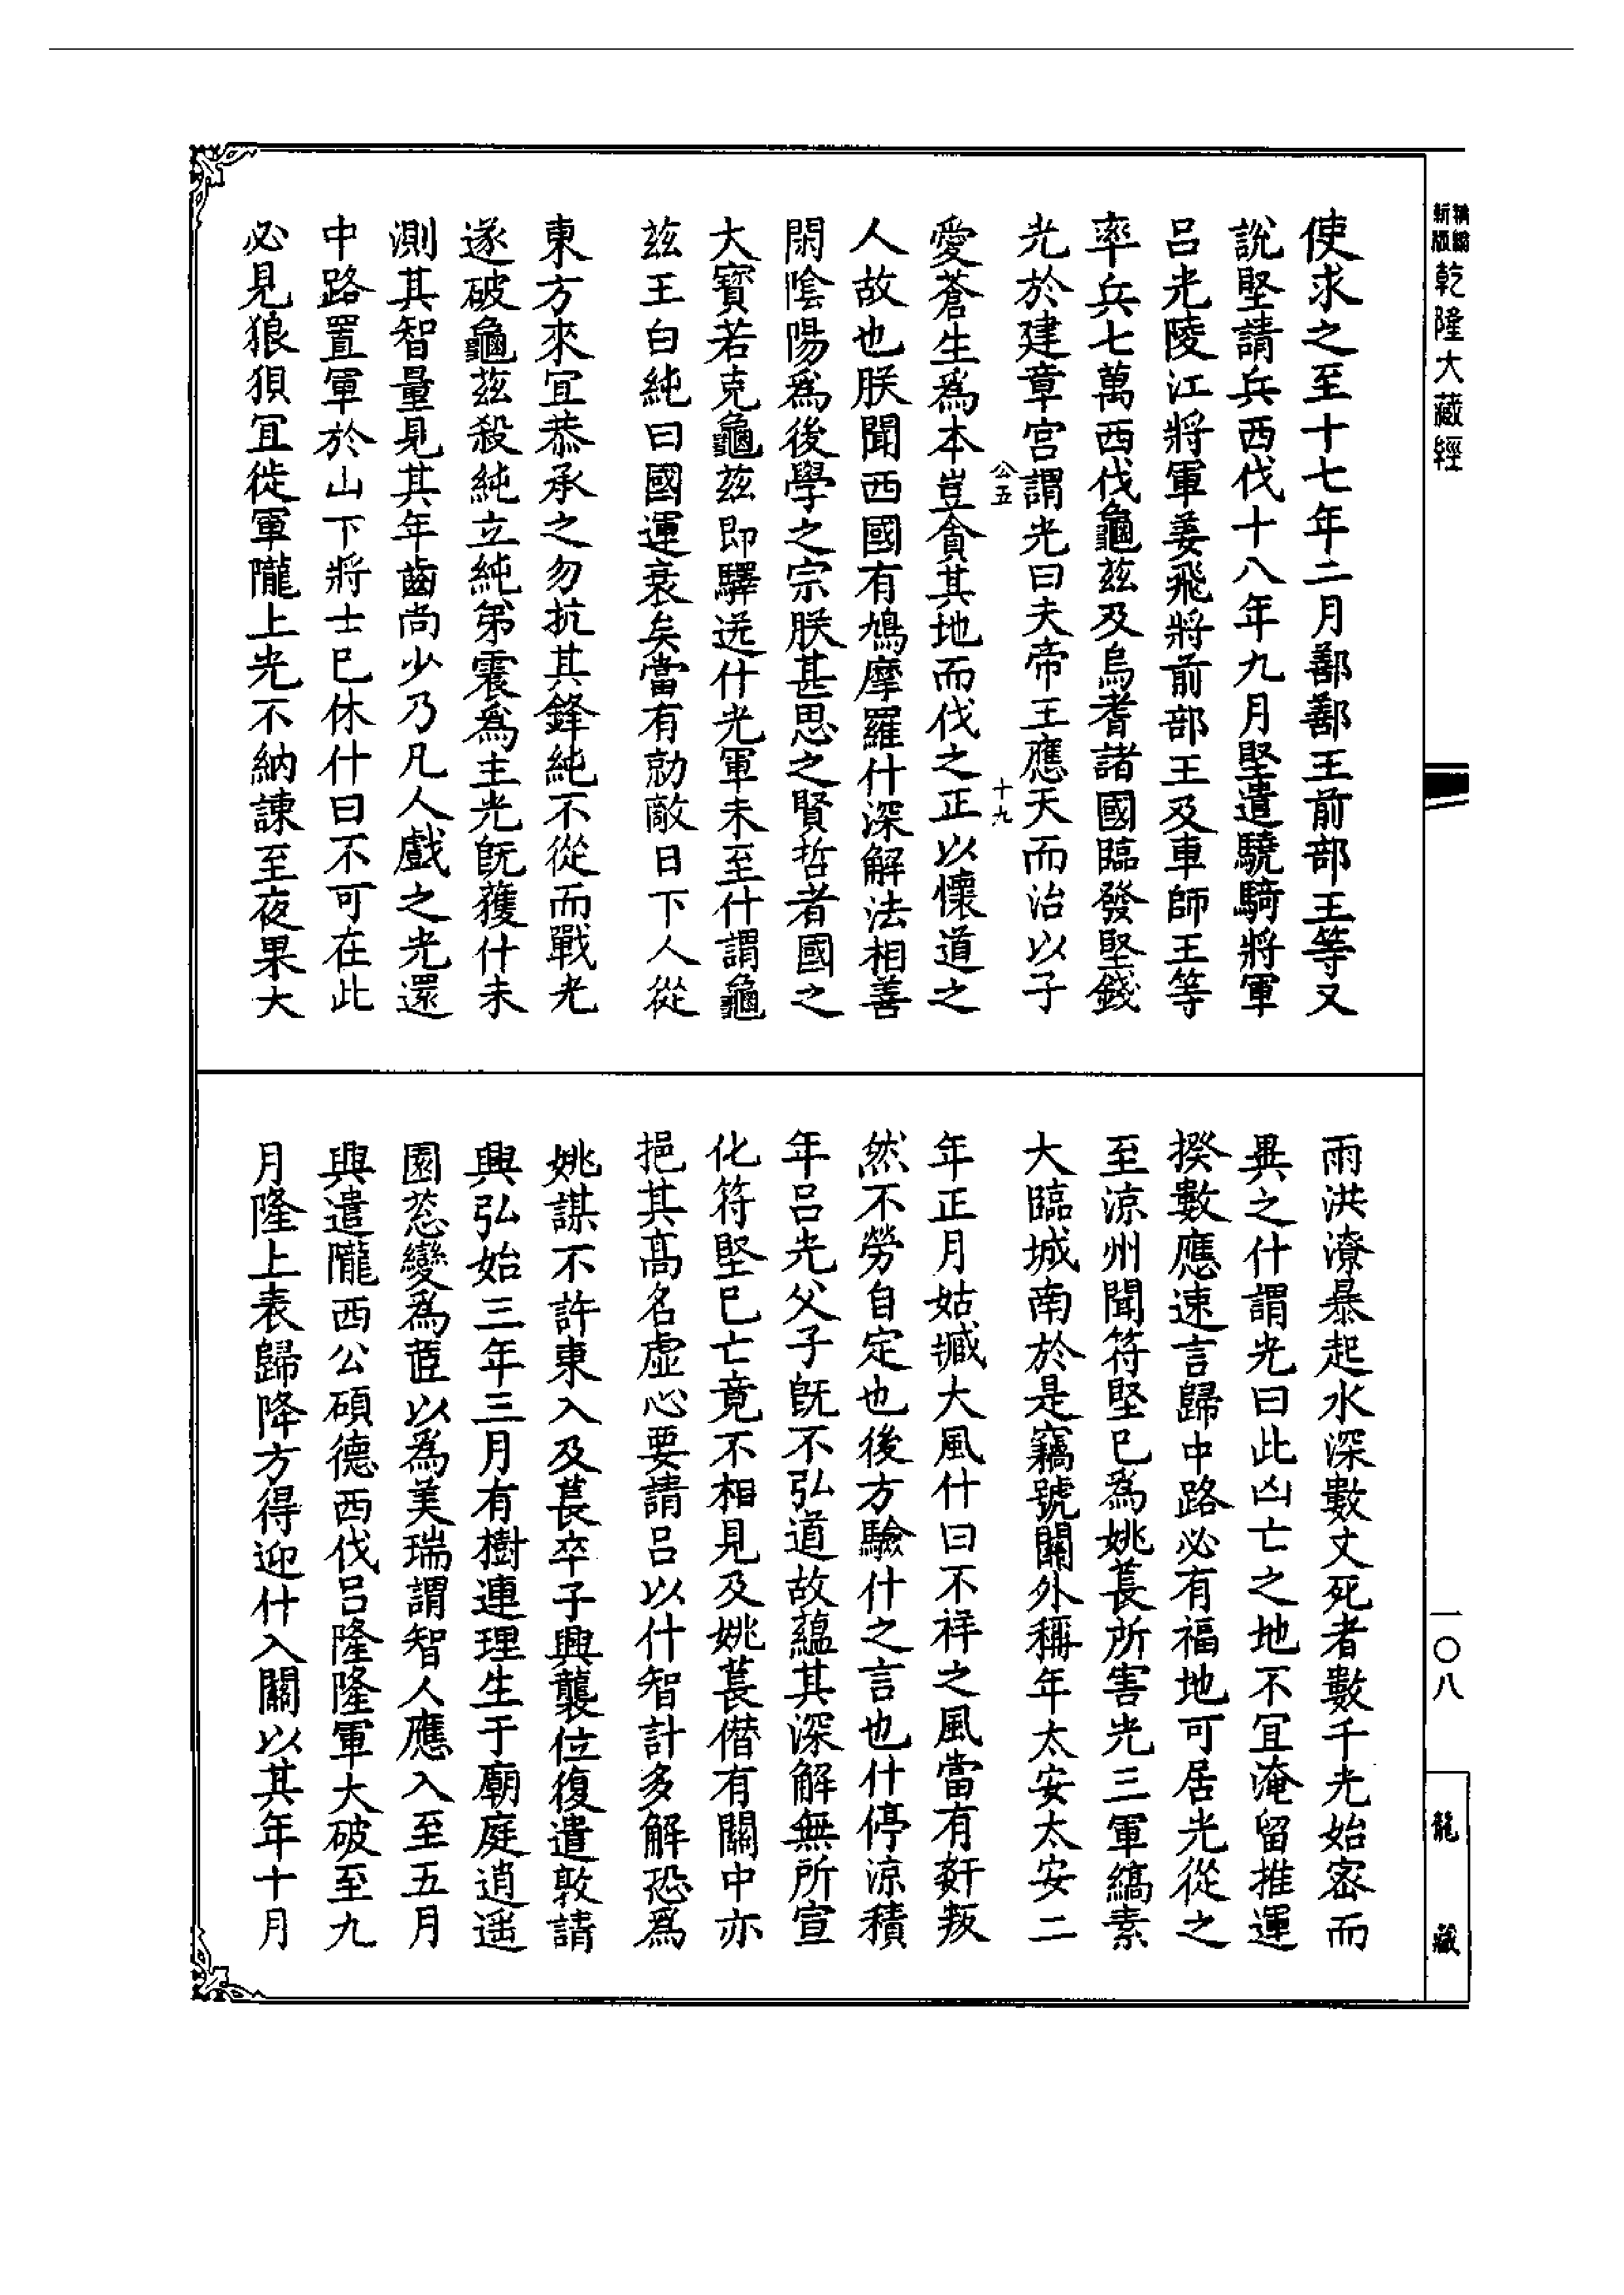 新編縮版乾隆大藏經
使求之至十七年二月鄯鄯王前部王等又
說堅請兵西伐十八年九月堅遣驍騎將軍
呂光陵江將軍姜飛將前部王及車師王等
率兵七萬西伐龜茲及烏耆諸國臨發堅餞
光於建章宮謂光曰夫帝王應天而治以子
公五
十九
愛蒼生爲本豈貪其地而伐之正以懷道之
人故也朕聞西國有鳩摩羅什深解法相善
閑陰陽爲後學之宗朕甚思之賢哲者國之
大寶若克龜茲即驛送什光軍未至什謂龜
茲王白純曰國運衰矣當有勍敵日下人從
東方來宜恭承之勿抗其鋒純不從而戰光
遂破龜茲殺純立純弟震爲主光旣獲什未
測其智量見其年齒尚少乃凡人戲之光還
中路置軍於山下將士已休什曰不可在此
必見狼狽宜徙軍隴上光不納諫至夜果大
雨洪潦暴起水深數丈死者數千光始密而
異之什謂光曰此凶亡之地不宜淹留推運
揆數應速言歸中路必有福地可居光從之
至涼州聞符堅已爲姚萇所害光三軍縞素
大臨城南於是竊號關外稱年太安太安二
年正月姑臧大風什曰不祥之風當有姧叛
然不勞自定也後方驗什之言也什停涼積
年呂光父子旣不弘道故蘊其深解無所宣
化符堅已亡竟不相見及姚萇僣有關中亦
挹其高名虛心要請呂以什智計多解恐爲
姚謀不許東入及萇卒子興襲位復遣敦請
興弘始三年三月有樹連理生于廟庭逍遙
園葱變爲茝以爲美瑞謂智人應入至五月
興遣隴西公碩德西伐呂隆隆軍大破至九
月隆上表歸降方得迎什入關以其年十月
一〇八
龍藏